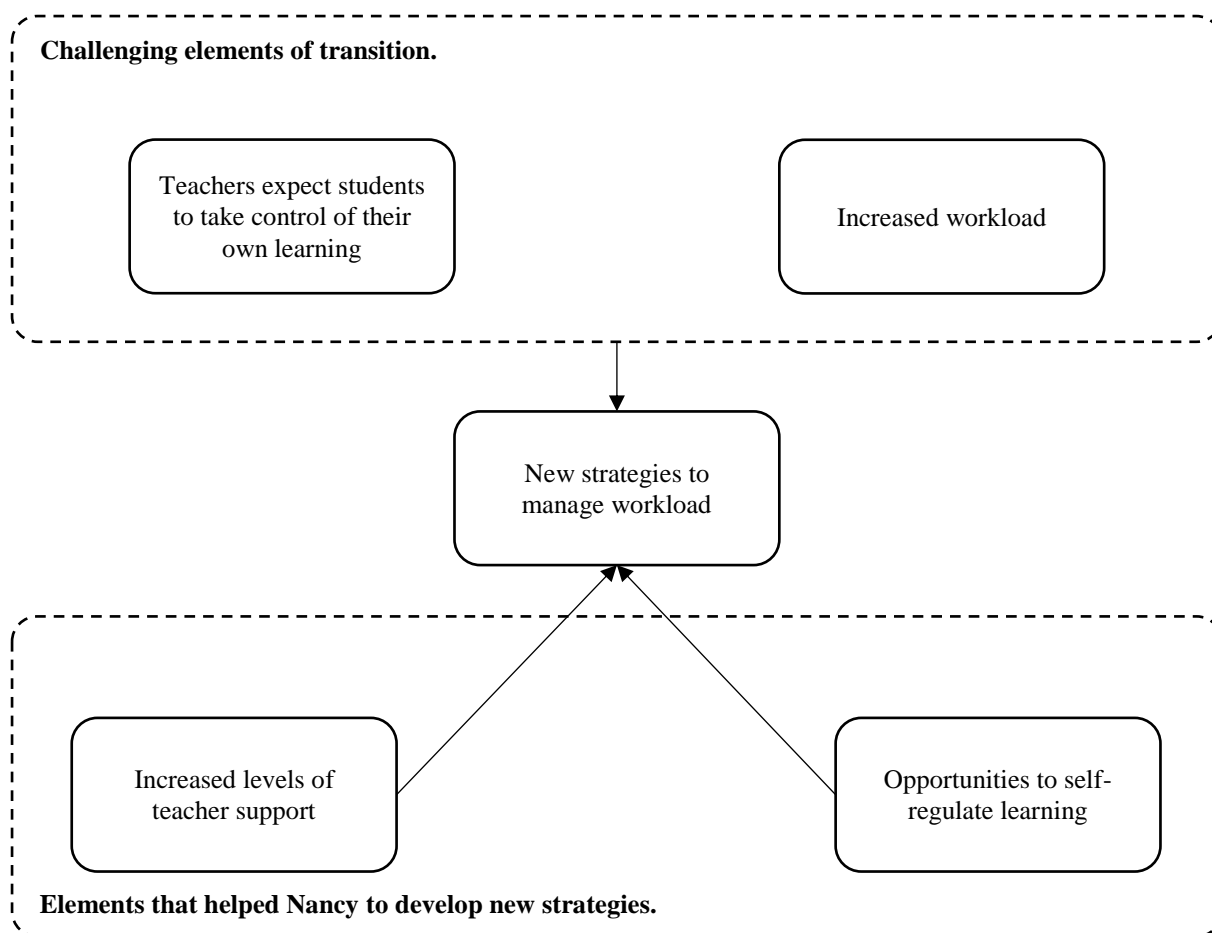 Challenging elements of transition.
Teachers expect students
to take control of their
own learning
Increased workload
New strategies to
manage workload
Increased levels of
teacher support
Opportunities to self-
regulate learning
Elements that helped Nancy to develop new strategies.